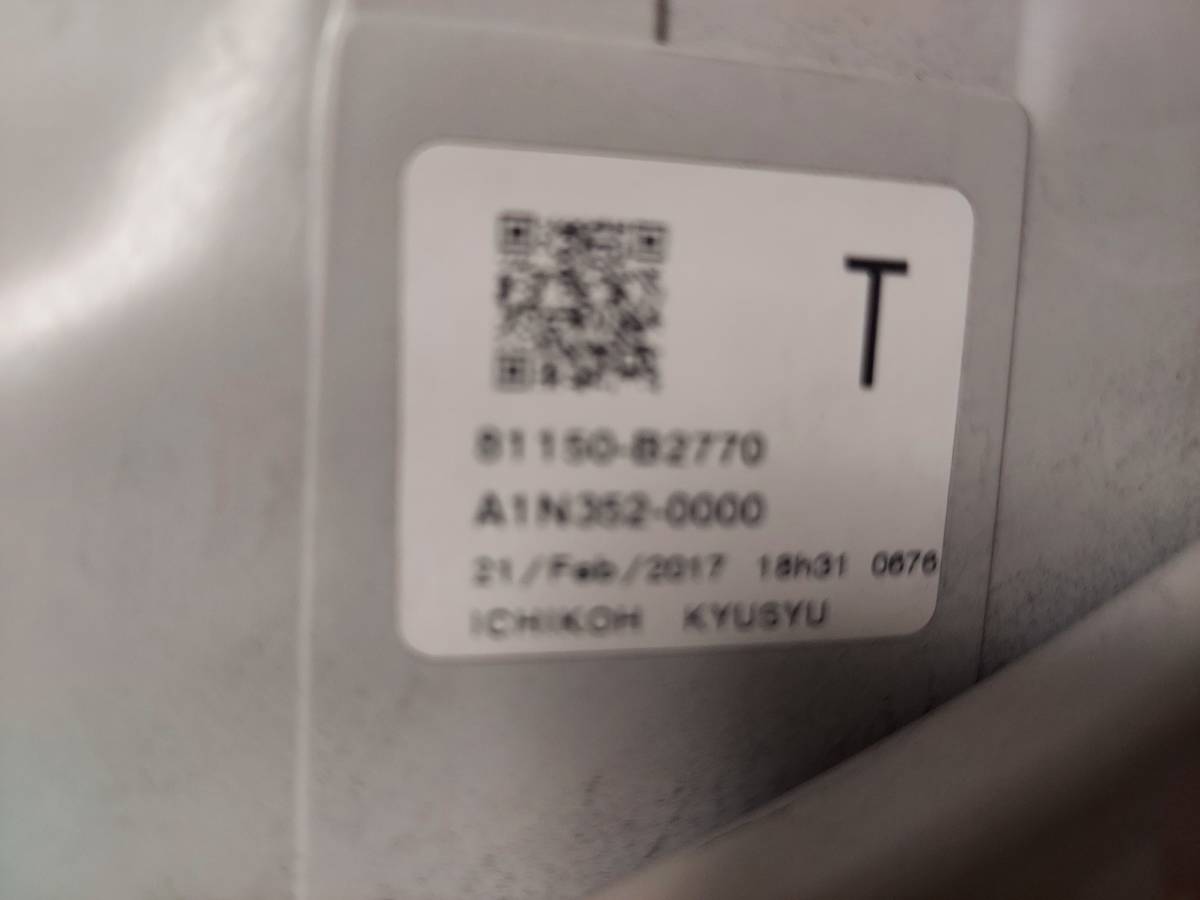 T
81150-B2770
A1N352-0000
21/Feb/2017 18h31 0676
ICHIKOH KYUSYU